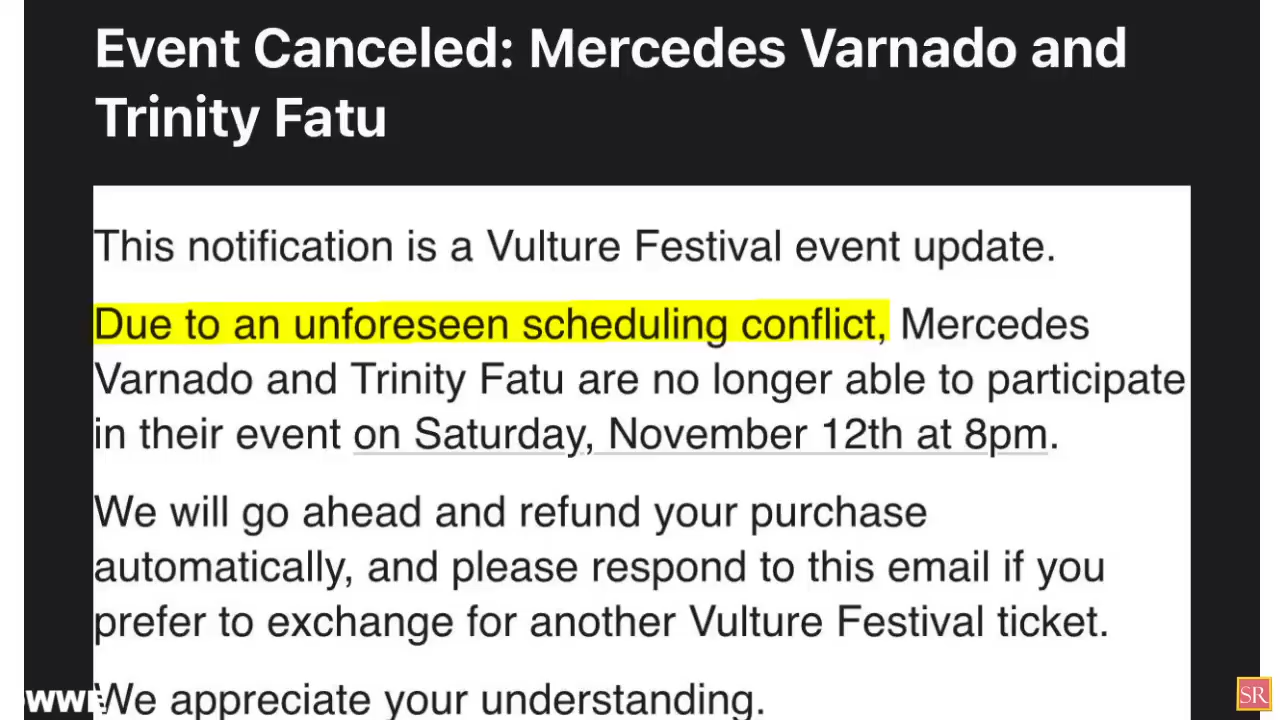 Event Canceled: Mercedes Varnado and
Trinity Fatu
This notification is a Vulture Festival event update.
Due to an unforeseen scheduling conflict, Mercedes
Varnado and Trinity Fatu are no longer able to participate
in their event on Saturday, November 12th at 8pm.
We will go ahead and refund your purchase
automatically, and please respond to this email if you
prefer to exchange for another Vulture Festival ticket.
WWE
We appreciate your understanding.
SR